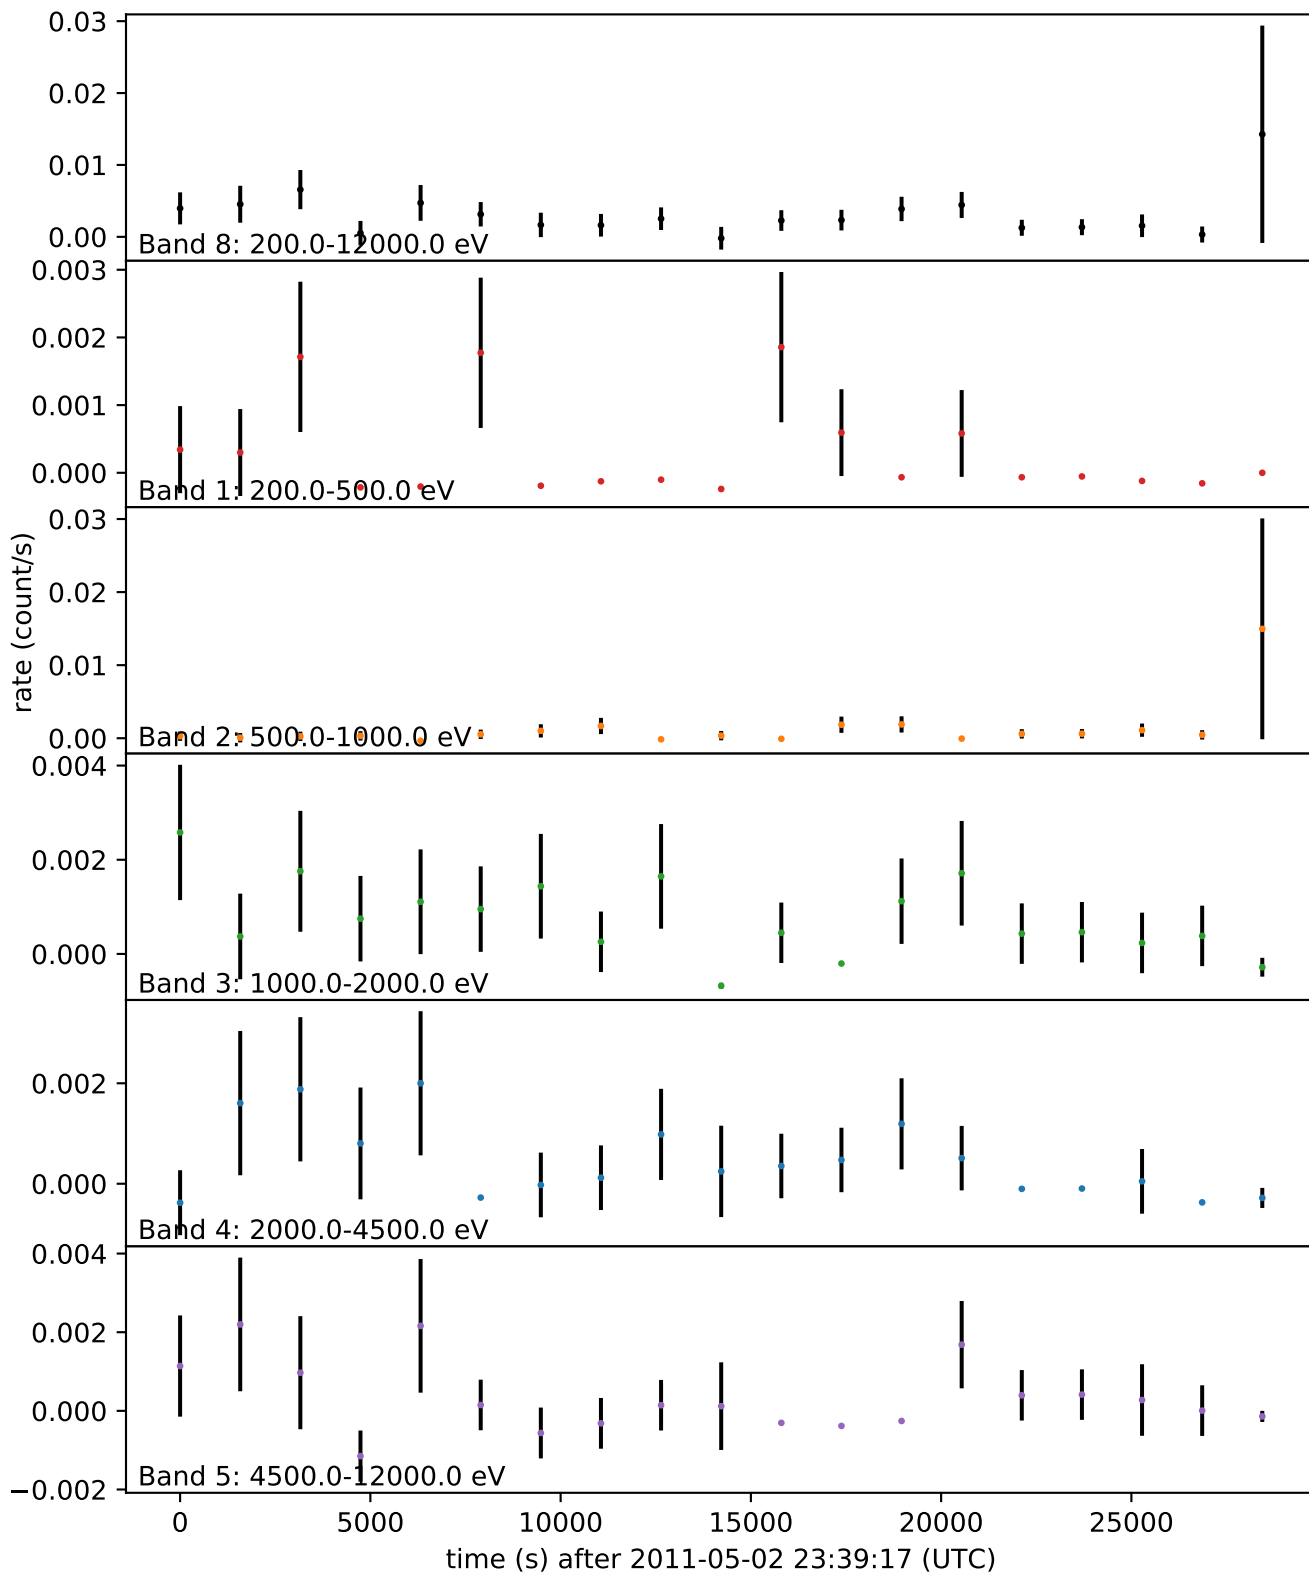 0.03
0.02
0.01
0.00
Band 8: 200.0-12000.0 eV
0.003
0.002
0.001
0.000
Band 1: 200.0-500.0 eV
0.03
0.02
0.01
0.00
Band 2: 500.0-1000.0 eV
rate (count/s)
0.004
0.002
0.000
Band 3: 1000.0-2000.0 eV
0.002
0.000
Band 4: 2000.0-4500.0 eV
0.004
0.002
0.000
−0.002
Band 5: 4500.0-12000.0 eV
0 5000 10000 15000 20000 25000
time (s) after 2011-05-02 23:39:17 (UTC)